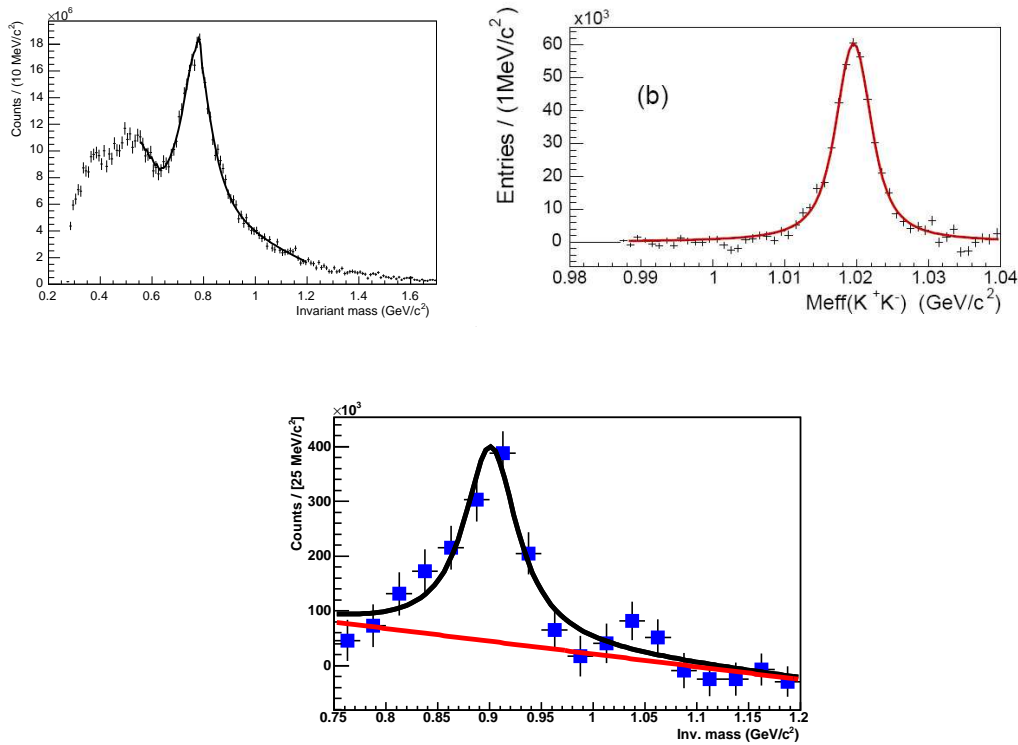 ×10⁶
Counts / (10 MeV/c²)
18
16
14
12
10
8
6
4
2
0
0.2 0.4 0.6 0.8 1 1.2 1.4 1.6
Invariant mass (GeV/c²)
×10³
Entries / (1MeV/c²)
(b)
60
50
40
30
20
10
0
0.98 0.99 1 1.01 1.02 1.03 1.04
Meff(K⁺K⁻) (GeV/c²)
×10³
Counts / [25 MeV/c²]
400
300
200
100
0
0.75 0.8 0.85 0.9 0.95 1 1.05 1.1 1.15 1.2
Inv. mass (GeV/c²)